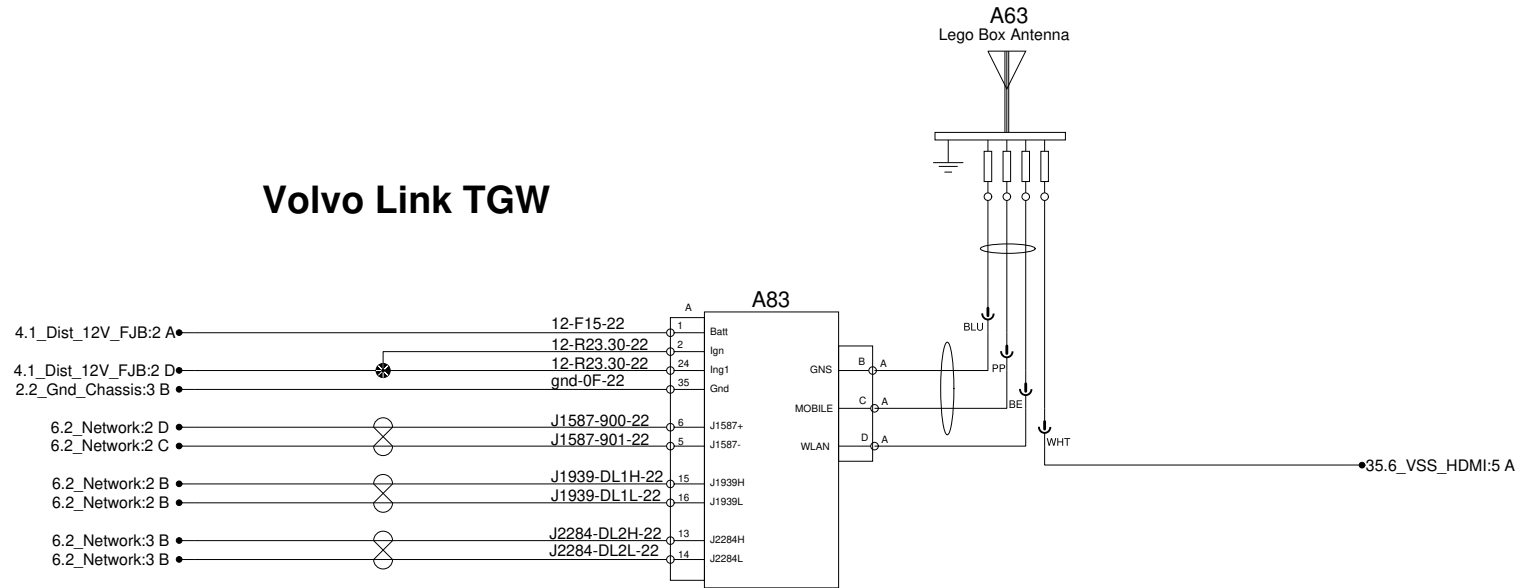 A63
Lego Box Antenna
Volvo Link TGW
A83
A
4.1_Dist_12V_FJB:2 A
12-F15-22
1
Batt
12-R23.30-22
2
Ign
4.1_Dist_12V_FJB:2 D
12-R23.30-22
24
Ing1
2.2_Gnd_Chassis:3 B
gnd-0F-22
35
Gnd
6.2_Network:2 D
J1587-900-22
6
J1587+
6.2_Network:2 C
J1587-901-22
5
J1587-
6.2_Network:2 B
J1939-DL1H-22
15
J1939H
6.2_Network:2 B
J1939-DL1L-22
16
J1939L
6.2_Network:3 B
J2284-DL2H-22
13
J2284H
6.2_Network:3 B
J2284-DL2L-22
14
J2284L
GNS
B
A
BLU
MOBILE
C
A
PP
WLAN
D
A
BE
WHT
35.6_VSS_HDMI:5 A